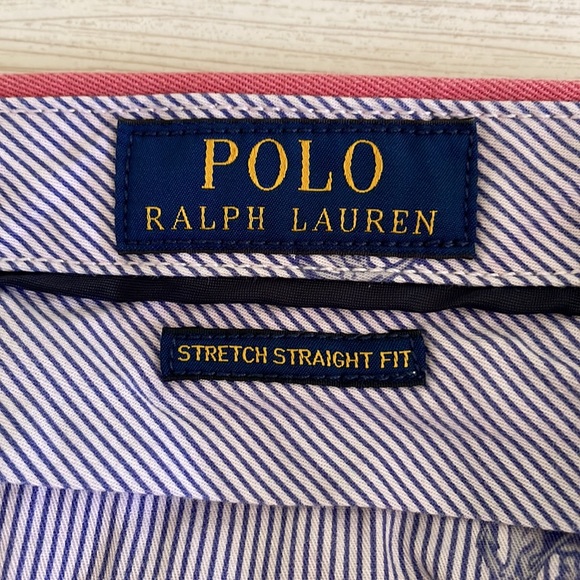 POLO
RALPH LAUREN
STRETCH STRAIGHT FIT